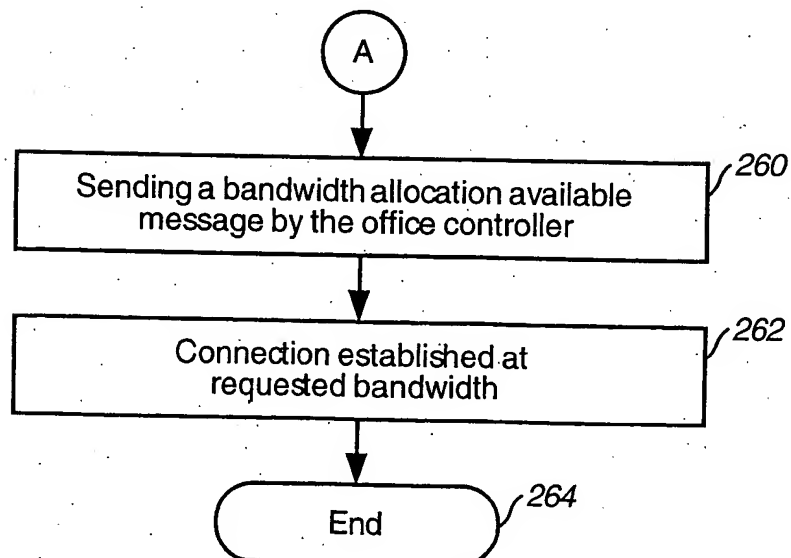 A
Sending a bandwidth allocation available
message by the office controller
260
Connection established at
requested bandwidth
262
End
264